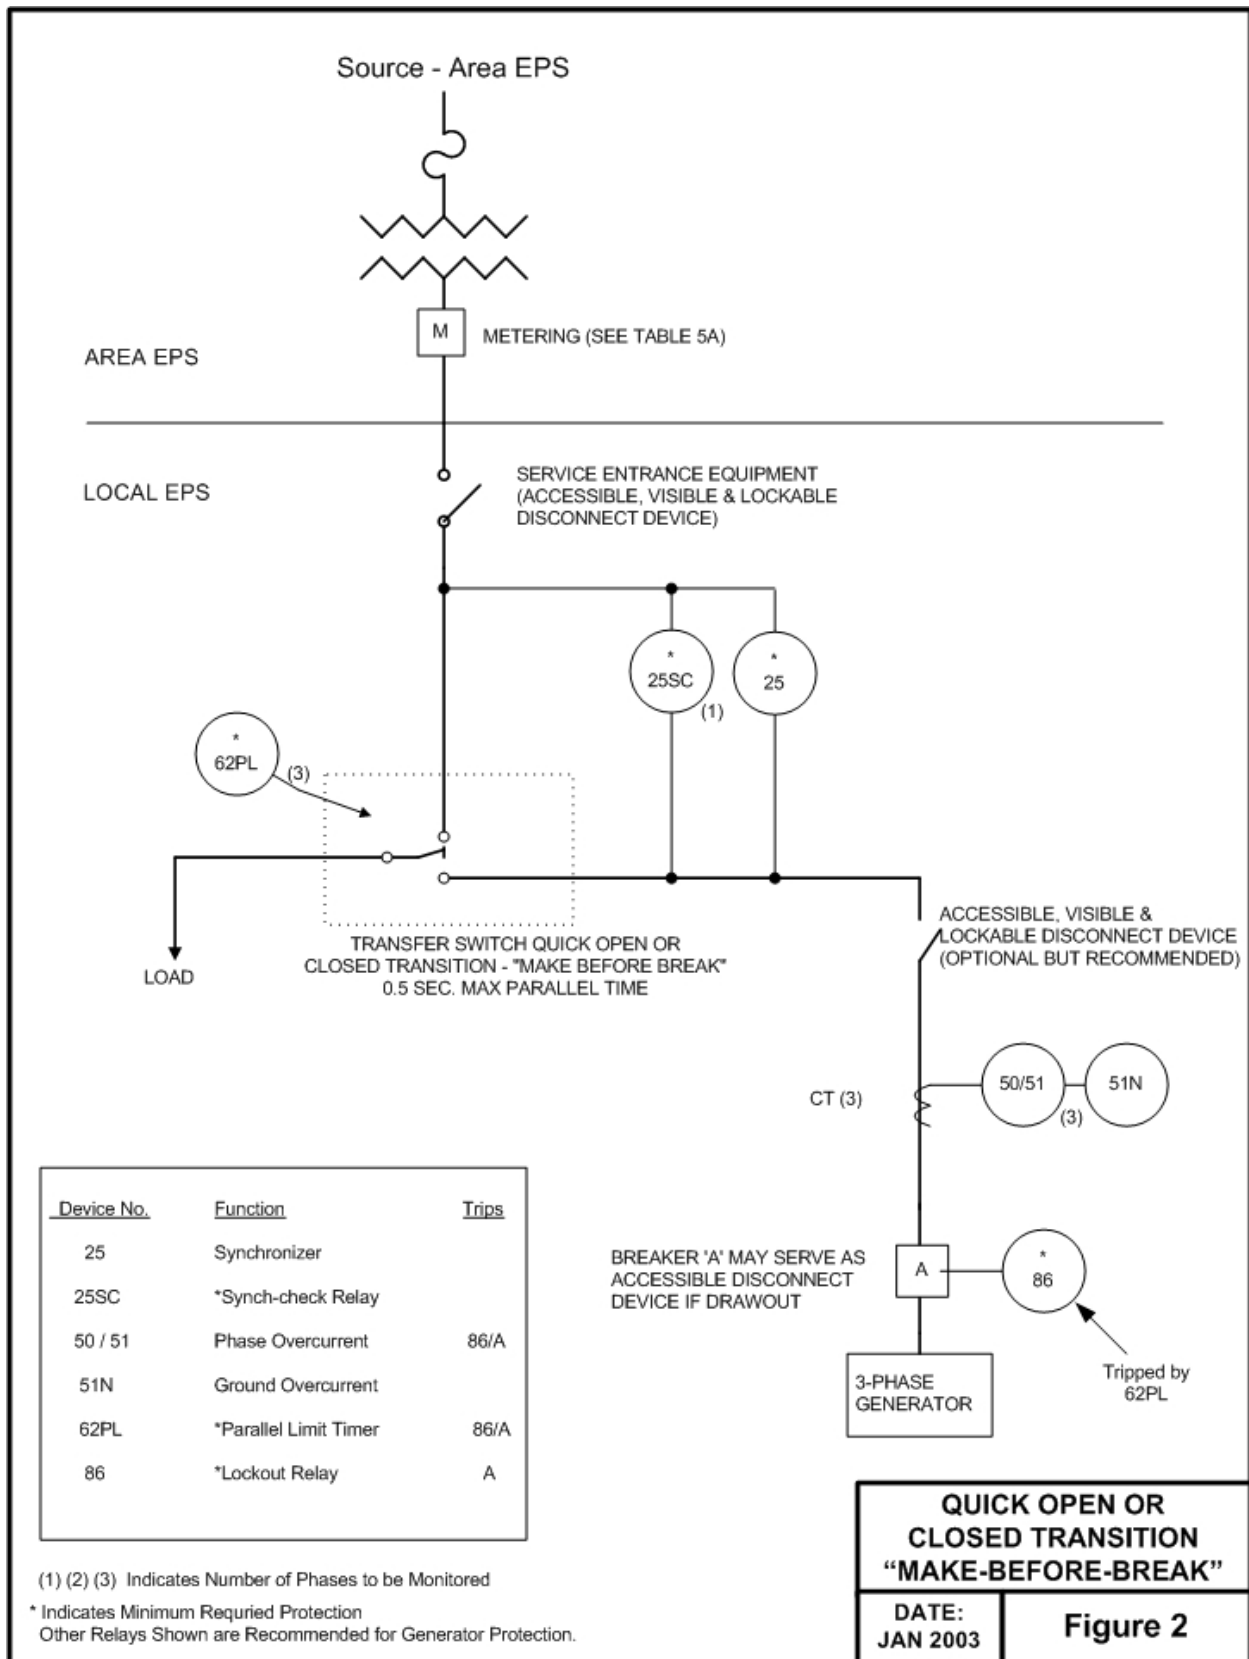 Source - Area EPS
M
METERING (SEE TABLE 5A)
AREA EPS
LOCAL EPS
SERVICE ENTRANCE EQUIPMENT
(ACCESSIBLE, VISIBLE & LOCKABLE
DISCONNECT DEVICE)
*
25SC
(1)
*
25
*
62PL
(3)
LOAD
TRANSFER SWITCH QUICK OPEN OR
CLOSED TRANSITION - "MAKE BEFORE BREAK"
0.5 SEC. MAX PARALLEL TIME
ACCESSIBLE, VISIBLE &
LOCKABLE DISCONNECT DEVICE
(OPTIONAL BUT RECOMMENDED)
CT (3)
50/51
(3)
51N
BREAKER 'A' MAY SERVE AS
ACCESSIBLE DISCONNECT
DEVICE IF DRAWOUT
A
*
86
Tripped by
62PL
3-PHASE
GENERATOR
Device No. Function Trips
25 Synchronizer
25SC *Synch-check Relay
50 / 51 Phase Overcurrent 86/A
51N Ground Overcurrent
62PL *Parallel Limit Timer 86/A
86 *Lockout Relay A
(1) (2) (3) Indicates Number of Phases to be Monitored
* Indicates Minimum Requried Protection
Other Relays Shown are Recommended for Generator Protection.
QUICK OPEN OR
CLOSED TRANSITION
“MAKE-BEFORE-BREAK”
DATE:
JAN 2003
Figure 2